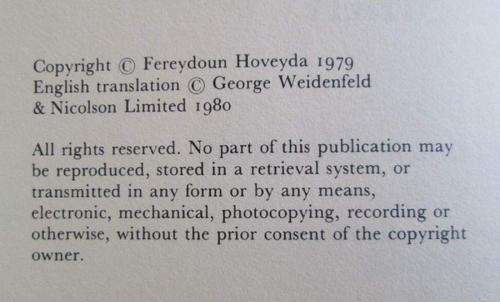 Copyright © Fereydoun Hoveyda 1979
English translation © George Weidenfeld
& Nicolson Limited 1980
All rights reserved. No part of this publication may
be reproduced, stored in a retrieval system, or
transmitted in any form or by any means,
electronic, mechanical, photocopying, recording or
otherwise, without the prior consent of the copyright
owner.